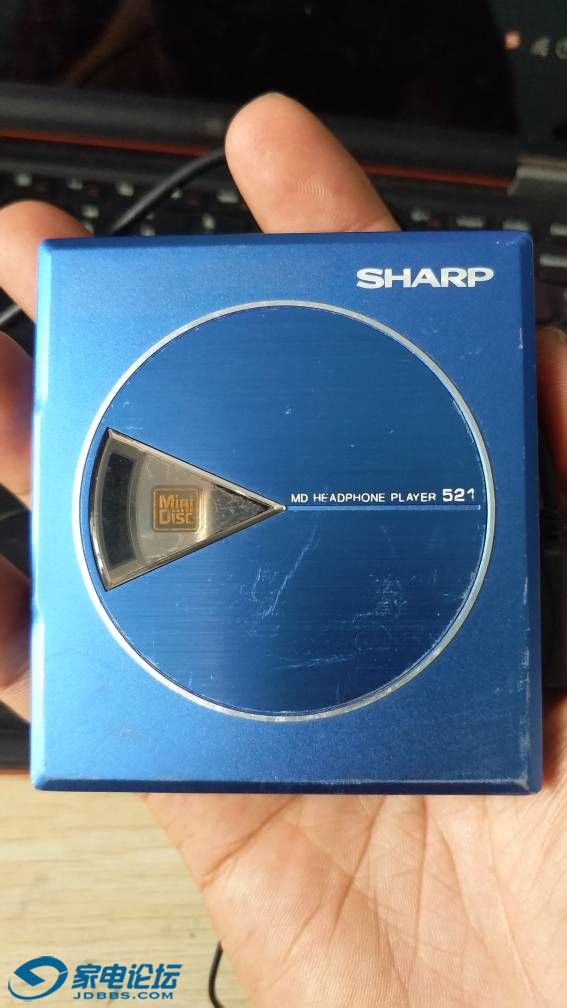 SHARP
MD HEADPHONE PLAYER 521
Mini
Disc
家电论坛
JDBBS.COM